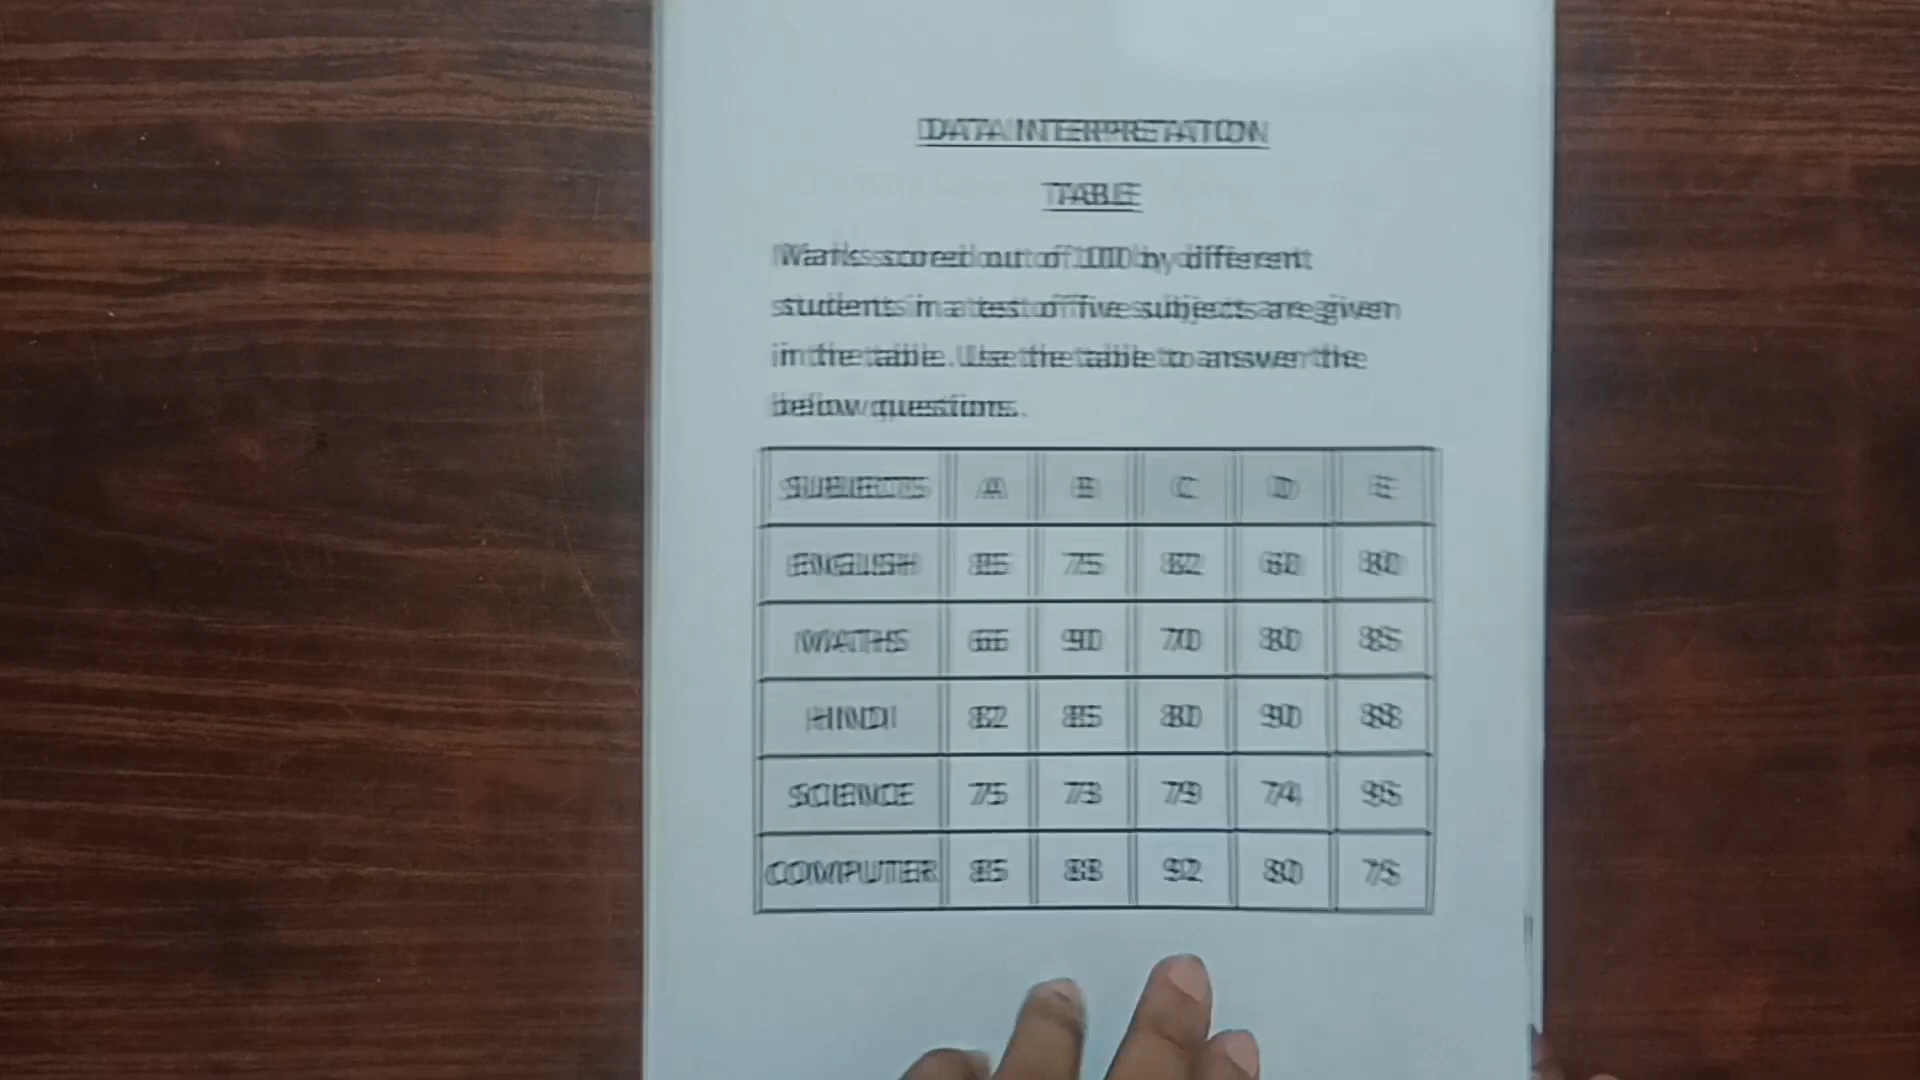 DATA INTERPRETATION
TABLE
Marks scored out of 100 by different
students in a test of five subjects are given
in the table. Use the table to answer the
below questions.
SUBJECTS A B C D E
ENGLISH 85 75 82 60 80
MATHS 66 90 70 80 85
HINDI 82 85 80 90 88
SCIENCE 75 73 79 74 95
COMPUTER 85 88 92 80 75